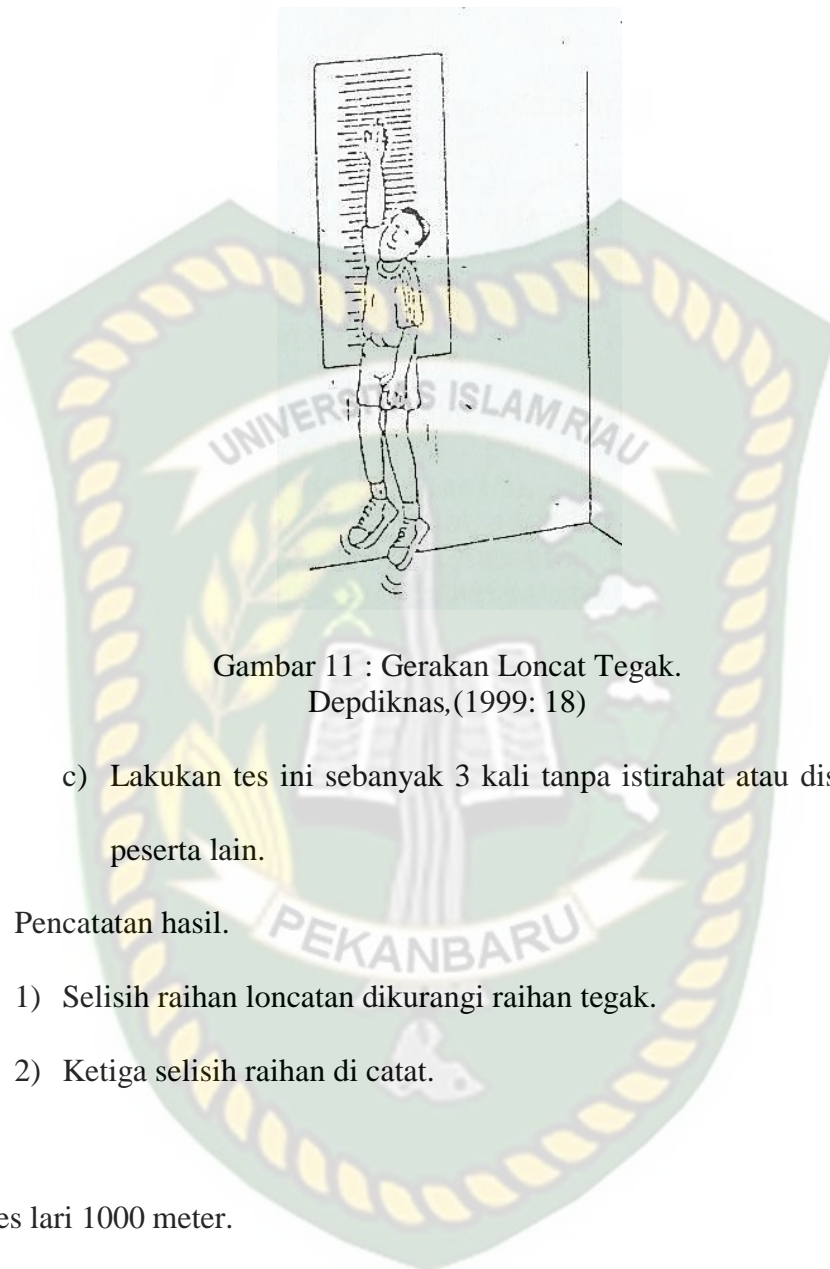 UNIVERSITAS ISLAM RIAU
Gambar 11 : Gerakan Loncat Tegak.
Depdiknas,(1999: 18)
c) Lakukan tes ini sebanyak 3 kali tanpa istirahat atau
peserta lain.
Pencatatan hasil.
PEKANBARU
1) Selisih raihan loncatan dikurangi raihan tegak.
2) Ketiga selisih raihan di catat.
lari 1000 meter.